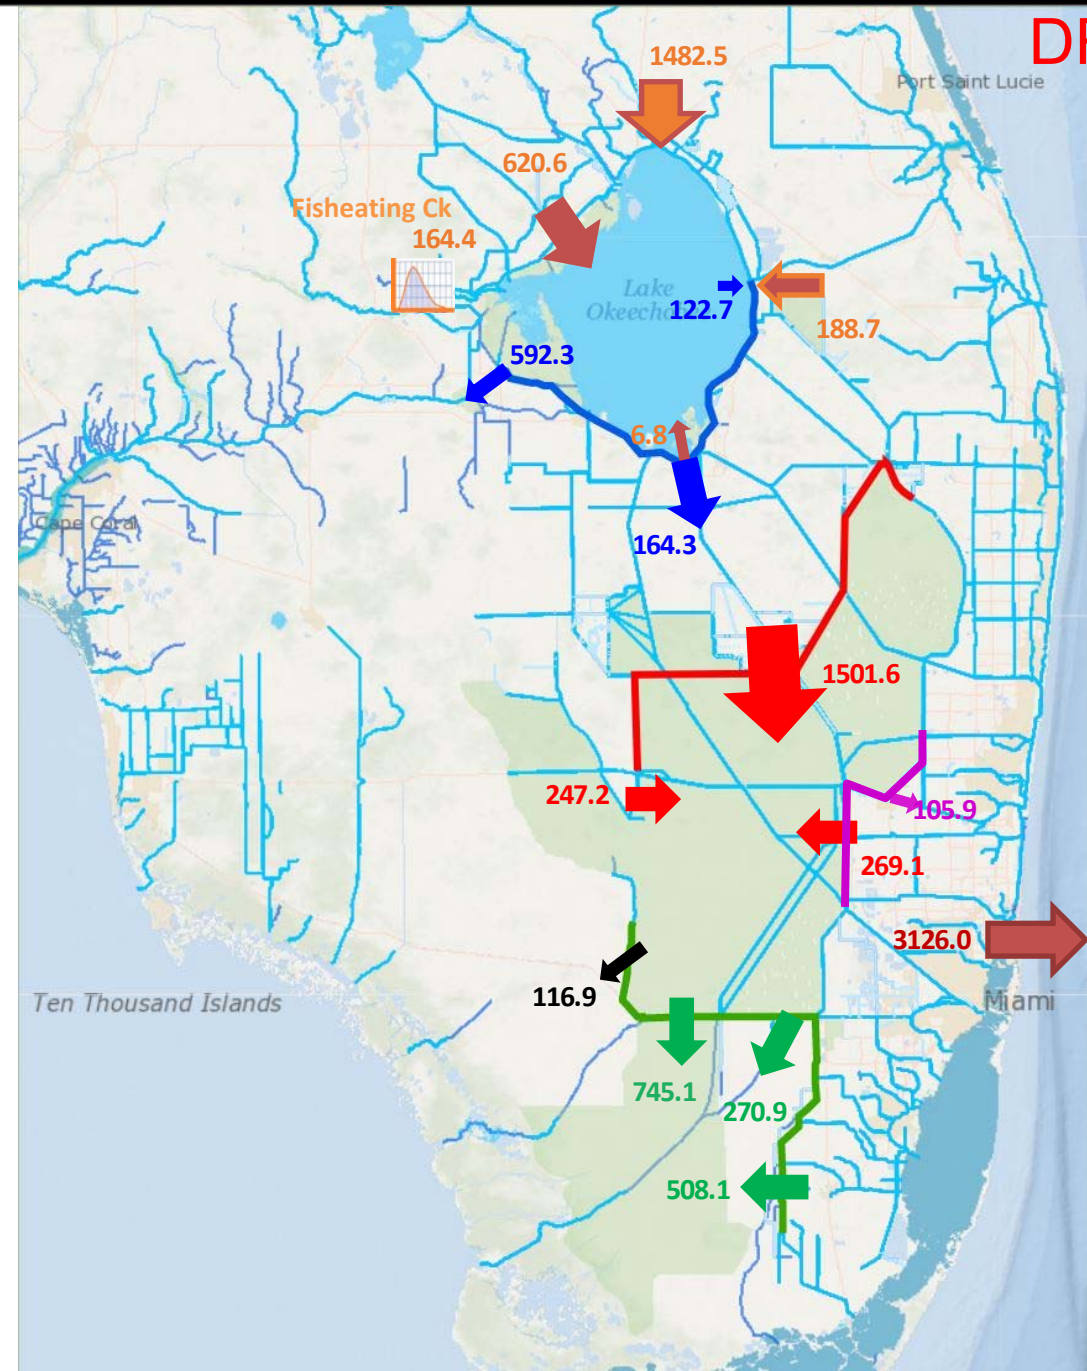 DR
1482.5
Port Saint Lucie
620.6
Fisheating Ck
164.4
Lake
122.7
188.7
592.3
6.8
Cape Coral
164.3
1501.6
247.2
105.9
269.1
3126.0
116.9
Ten Thousand Islands
Miami
745.1
270.9
508.1